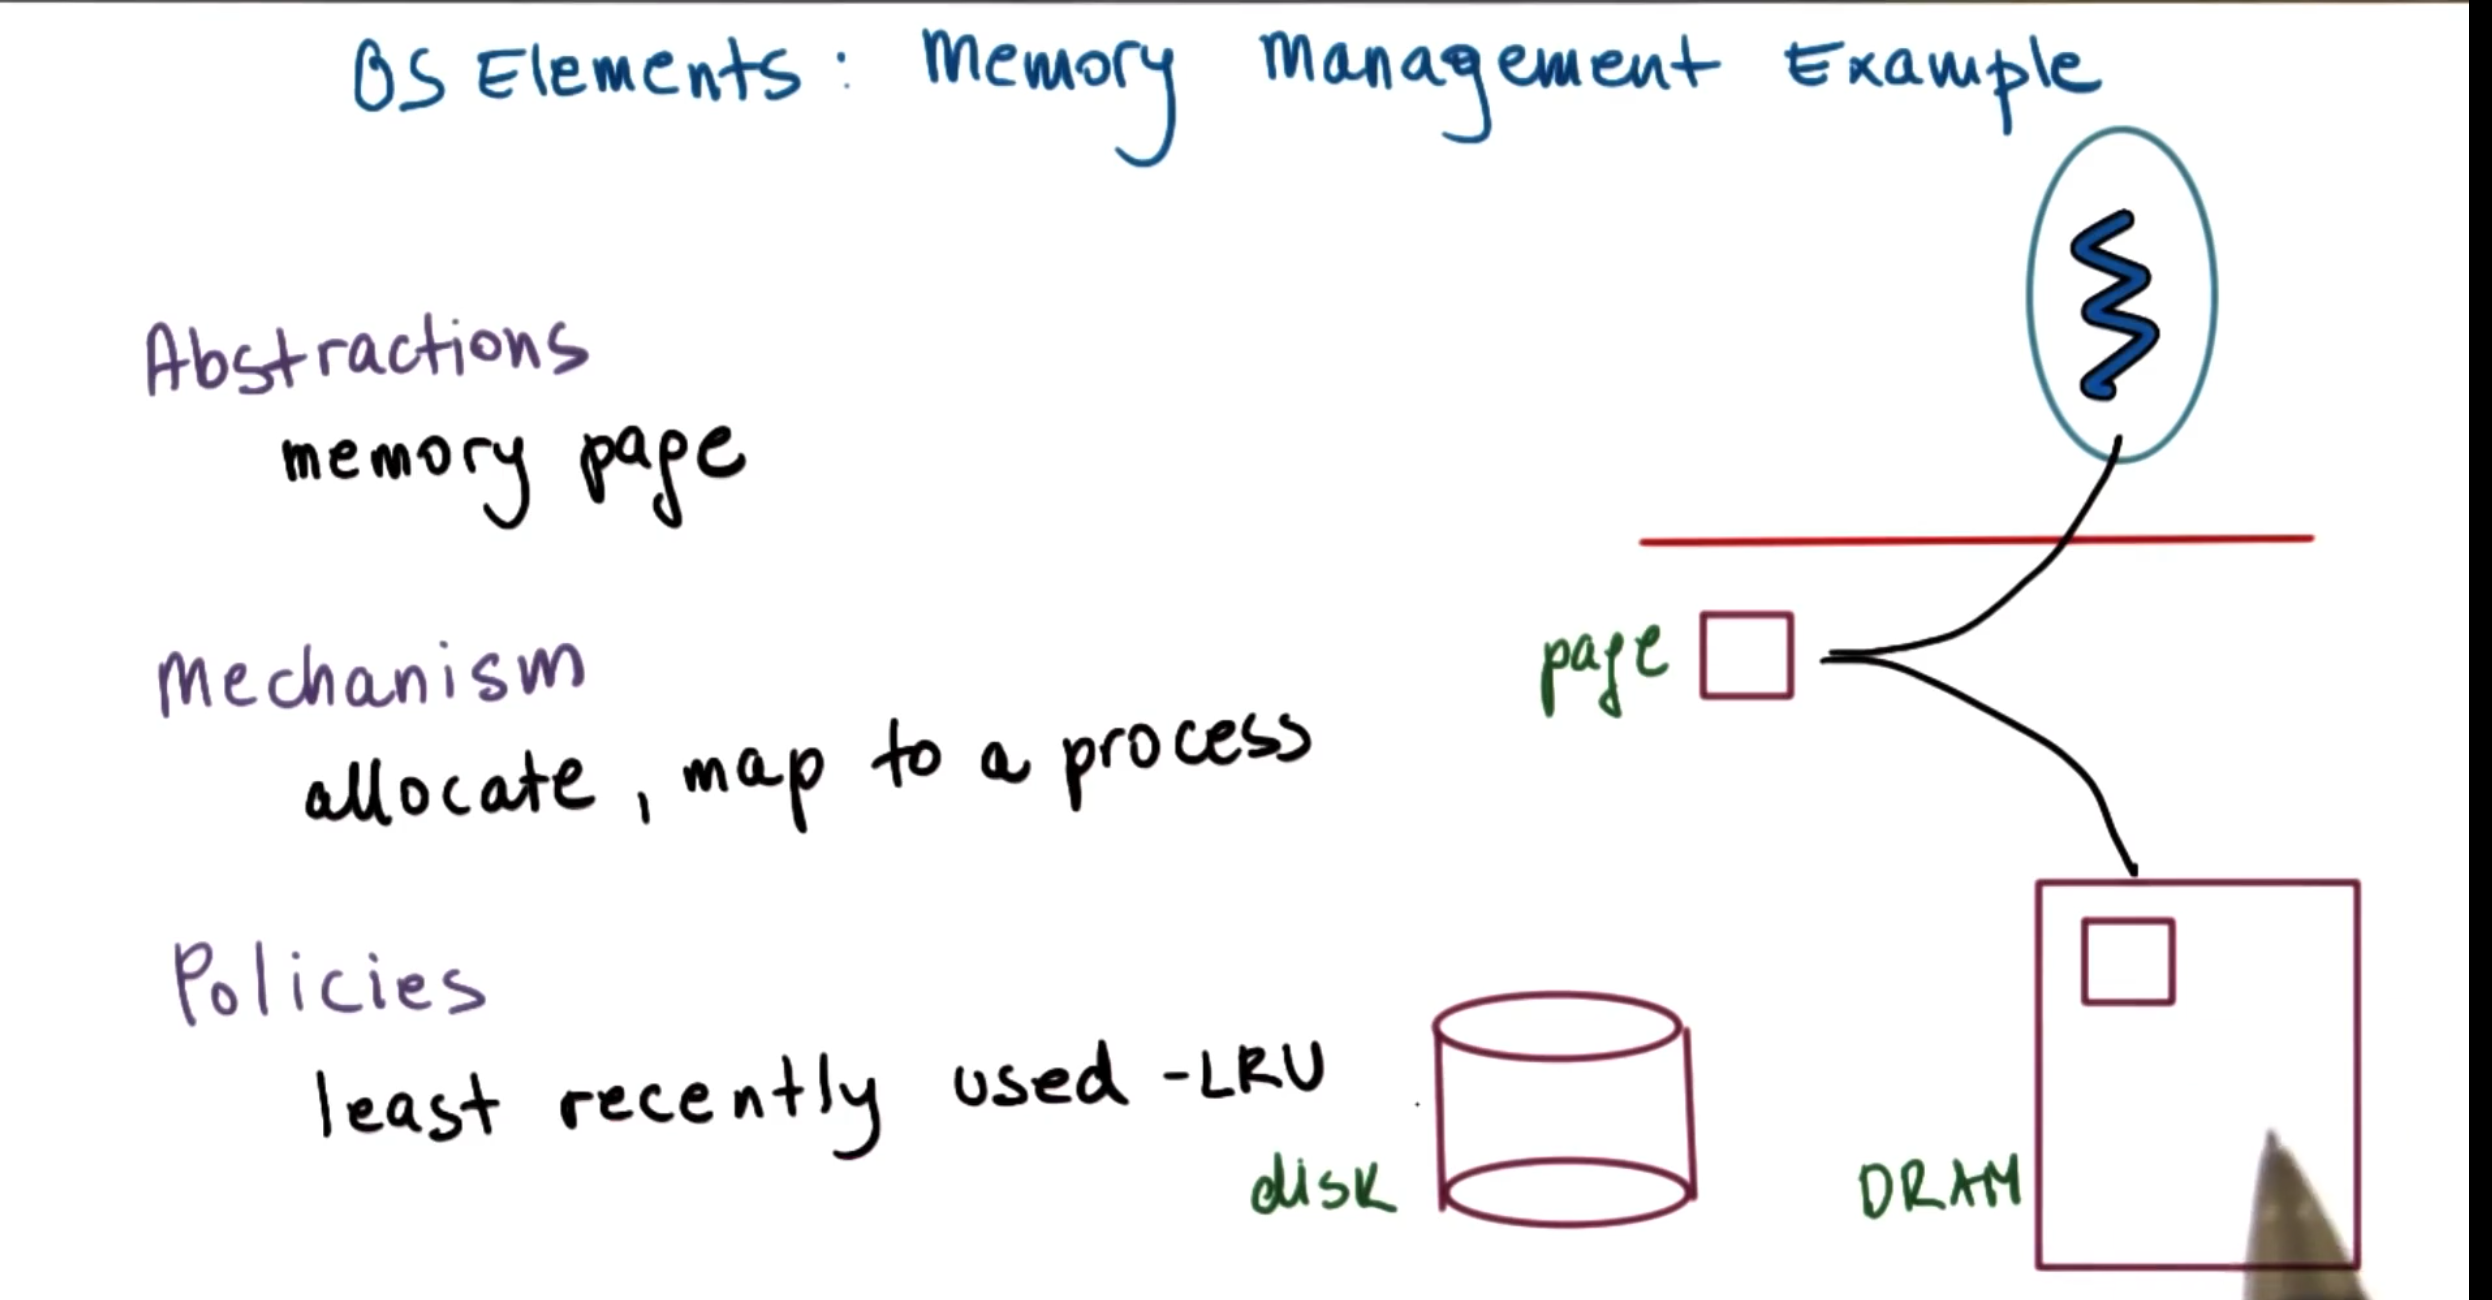 OS Elements: Memory Management Example
Abstractions
memory page
Mechanism
allocate, map to a process
Policies
least recently used - LRU
page
disk
DRAM